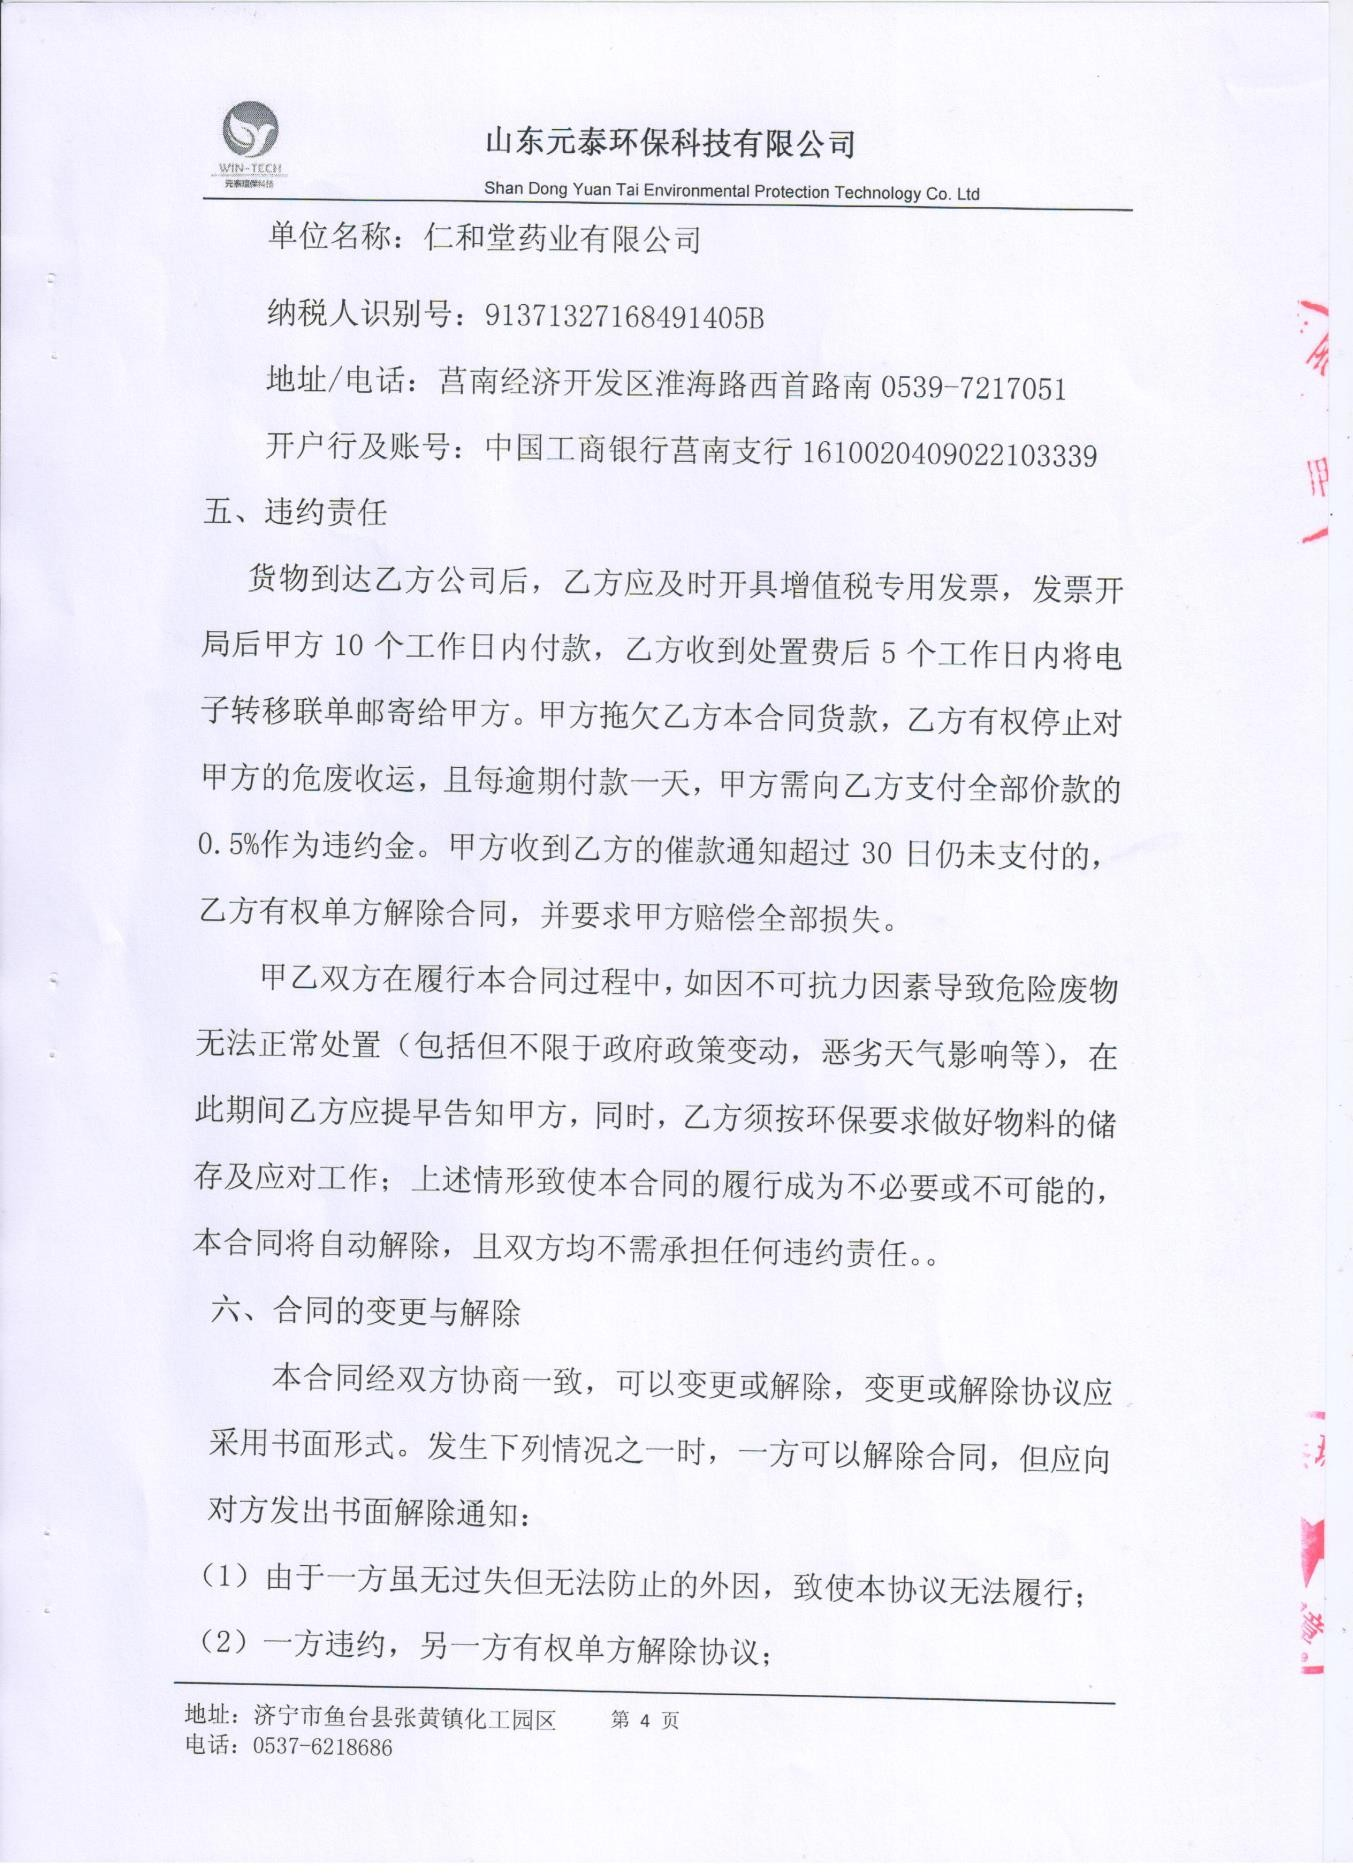 WIN-TECH
元泰環保科技
山东元泰环保科技有限公司
Shan Dong Yuan Tai Environmental Protection Technology Co. Ltd
单位名称：仁和堂药业有限公司
纳税人识别号：91371327168491405B
地址/电话：莒南经济开发区淮海路西首路南 0539-7217051
开户行及账号：中国工商银行莒南支行 1610020409022103339
五、违约责任
货物到达乙方公司后，乙方应及时开具增值税专用发票，发票开
局后甲方 10 个工作日内付款，乙方收到处置费后 5 个工作日内将电
子转移联单邮寄给甲方。甲方拖欠乙方本合同货款，乙方有权停止对
甲方的危废收运，且每逾期付款一天，甲方需向乙方支付全部价款的
0.5%作为违约金。甲方收到乙方的催款通知超过 30 日仍未支付的，
乙方有权单方解除合同，并要求甲方赔偿全部损失。
甲乙双方在履行本合同过程中，如因不可抗力因素导致危险废物
无法正常处置（包括但不限于政府政策变动，恶劣天气影响等），在
此期间乙方应提早告知甲方，同时，乙方须按环保要求做好物料的储
存及应对工作；上述情形致使本合同的履行成为不必要或不可能的，
本合同将自动解除，且双方均不需承担任何违约责任。。
六、合同的变更与解除
本合同经双方协商一致，可以变更或解除，变更或解除协议应
采用书面形式。发生下列情况之一时，一方可以解除合同，但应向
对方发出书面解除通知：
（1）由于一方虽无过失但无法防止的外因，致使本协议无法履行；
（2）一方违约，另一方有权单方解除协议；
地址：济宁市鱼台县张黄镇化工园区 第 4 页
电话：0537-6218686